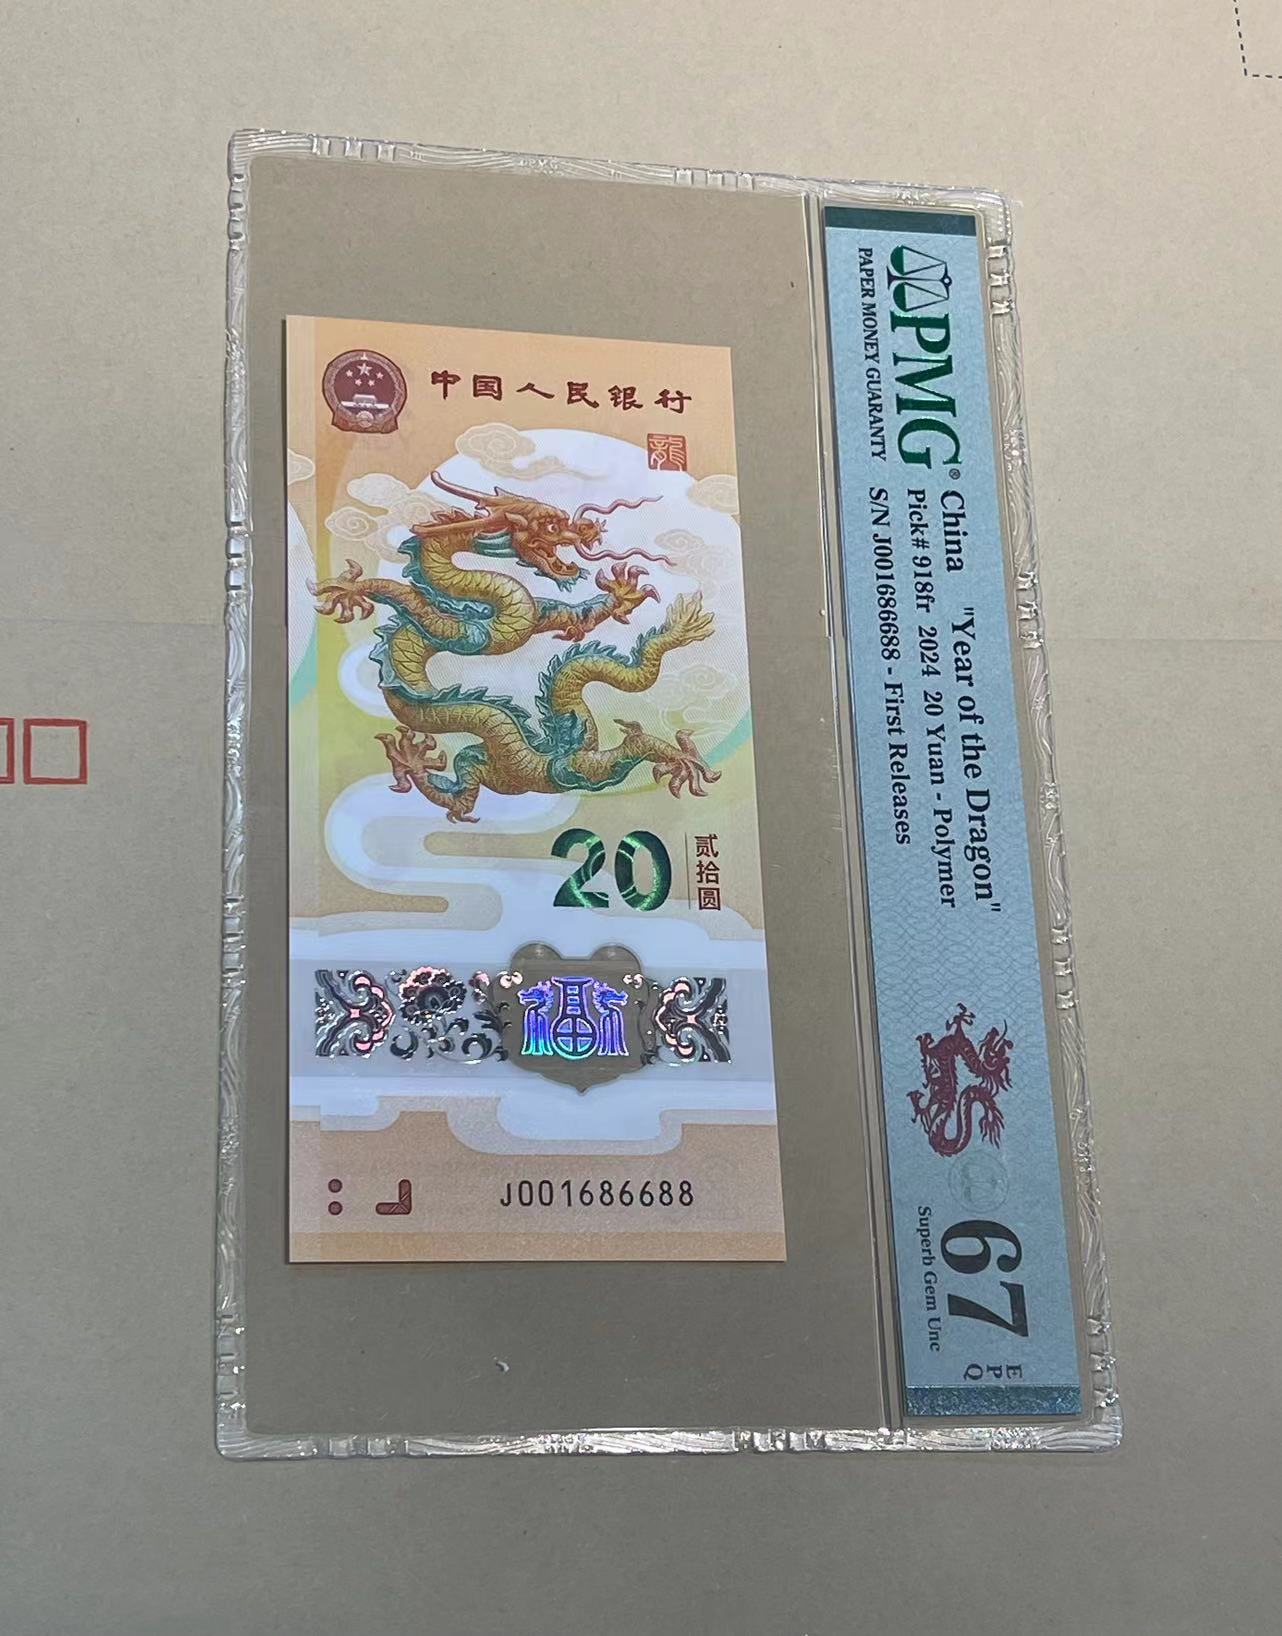 中国人民银行
龍
20
贰拾圆
福
J001686688
PMG®
PAPER MONEY GUARANTY
China "Year of the Dragon"
Pick# 918fr 2024 20 Yuan - Polymer
S/N J001686688 - First Releases
67
EPQ
Superb Gem Unc